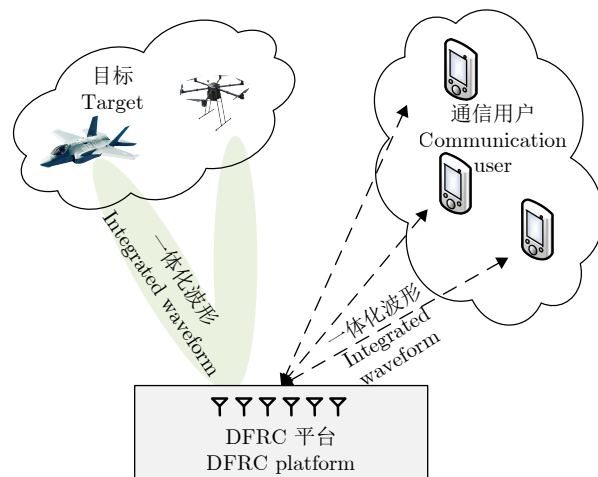 目标
Target
通信用户
Communication
user
一体化波形
Integrated waveform
一体化波形
Integrated
waveform
DFRC 平台
DFRC platform